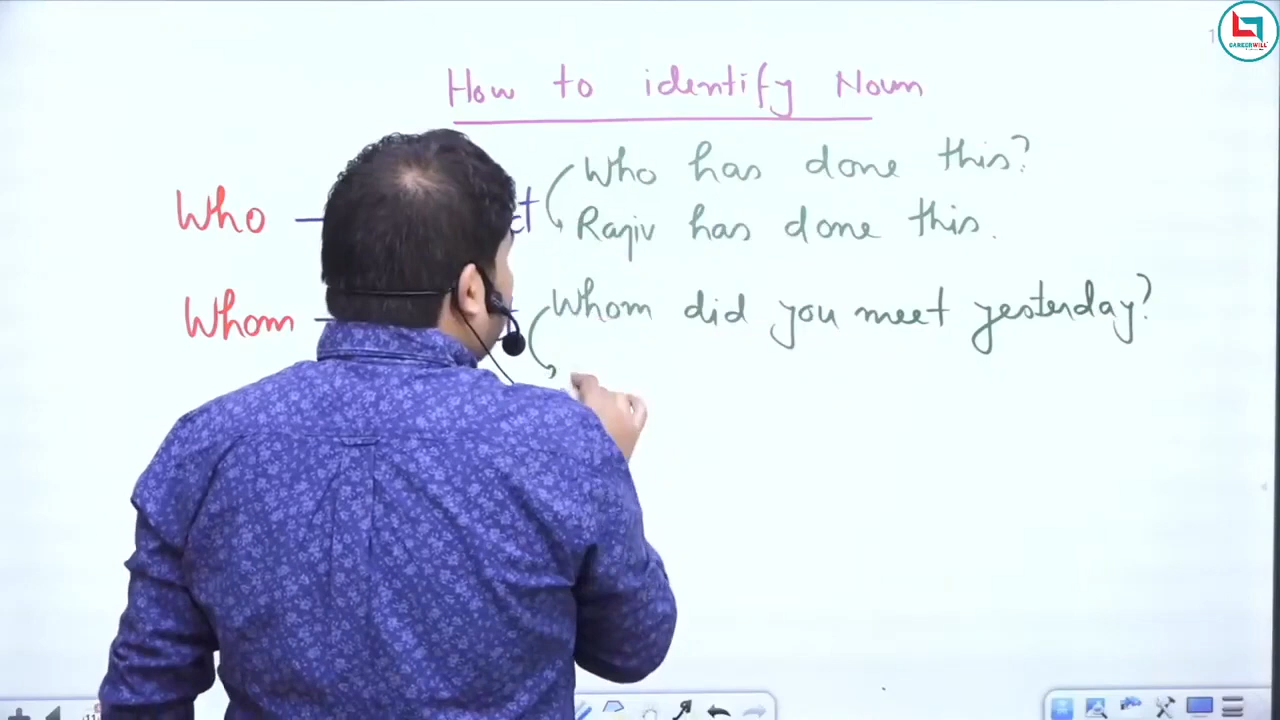 CAREERWILL
How to identify Noun
Who has done this?
Who —
Rajiv has done this.
Whom —
Whom did you meet yesterday?